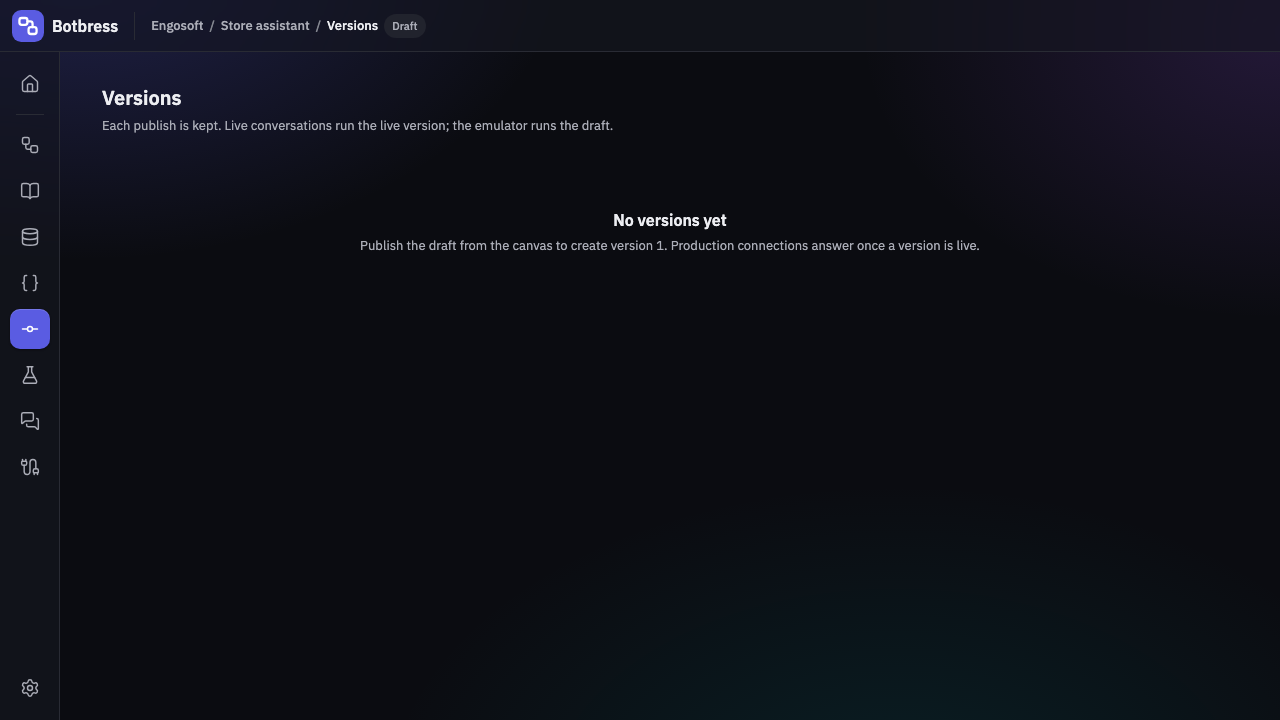 Botbress
Engosoft / Store assistant / Versions Draft
Versions
Each publish is kept. Live conversations run the live version; the emulator runs the draft.
No versions yet
Publish the draft from the canvas to create version 1. Production connections answer once a version is live.